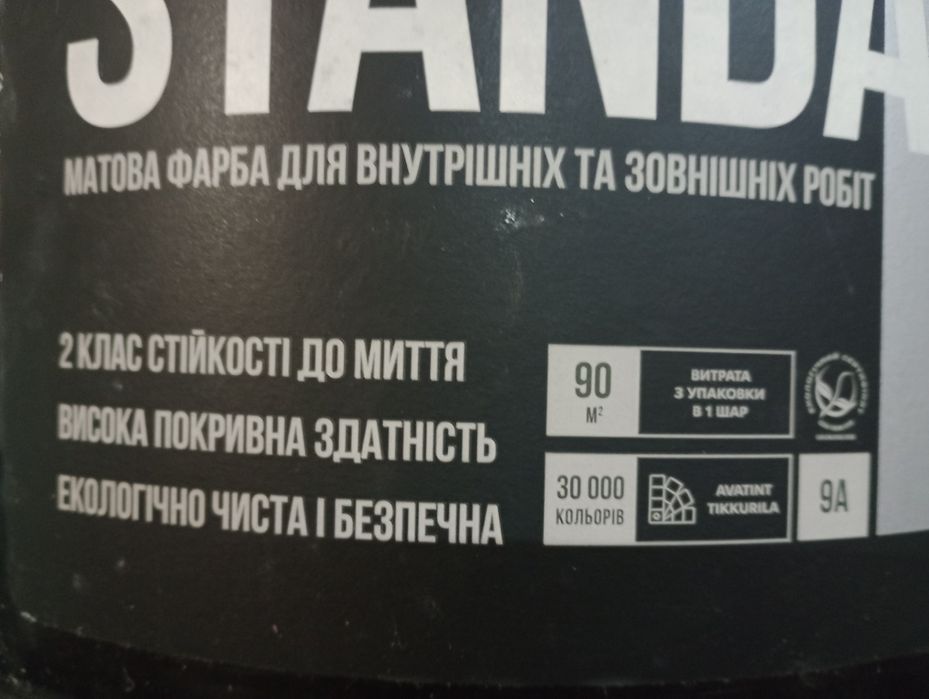 STANDA
МАТОВА ФАРБА ДЛЯ ВНУТРІШНІХ ТА ЗОВНІШНІХ РОБІТ
2 КЛАС СТІЙКОСТІ ДО МИТТЯ
ВИСОКА ПОКРИВНА ЗДАТНІСТЬ
ЕКОЛОГІЧНО ЧИСТА І БЕЗПЕЧНА
90
М²
ВИТРАТА
З УПАКОВКИ
В 1 ШАР
30 000
КОЛЬОРІВ
AVATINT
TIKKURILA
9A